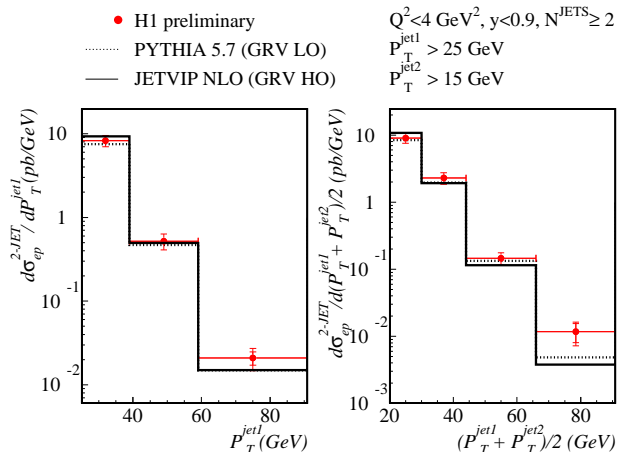 H1 preliminary
PYTHIA 5.7 (GRV LO)
JETVIP NLO (GRV HO)
Q²<4 GeV², y<0.9, N^JETS ≥ 2
P_T^jet1 > 25 GeV
P_T^jet2 > 15 GeV
dσ_ep^2-JET / dP_T^jet1 (pb/GeV)
10
1
10^-1
10^-2
40 60 80
P_T^jet1 (GeV)
dσ_ep^2-JET / d(P_T^jet1 + P_T^jet2)/2 (pb/GeV)
10
1
10^-1
10^-2
10^-3
20 40 60 80
(P_T^jet1 + P_T^jet2)/2 (GeV)